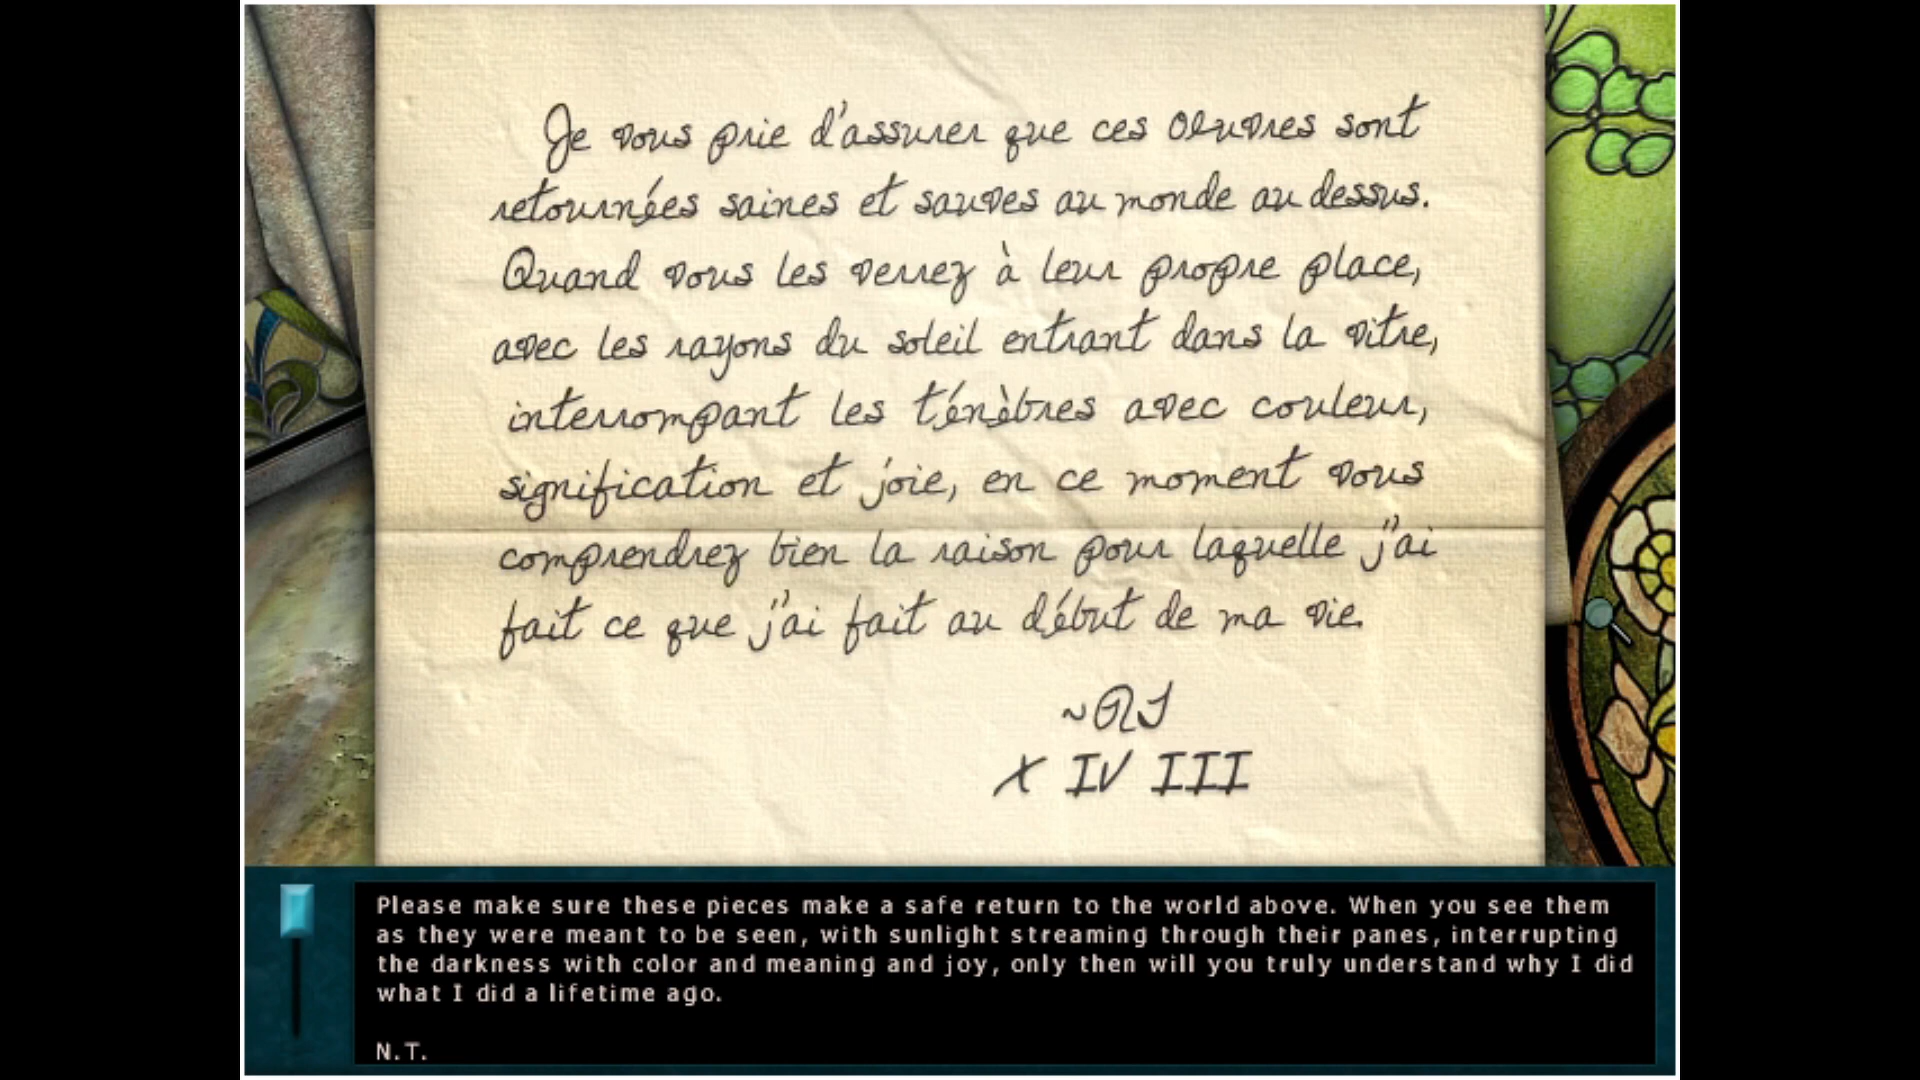 Je vous prie d'assurer que ces oeuvres sont
retournées saines et sauves au monde au dessus.
Quand vous les verrez à leur propre place,
avec les rayons du soleil entrant dans la vitre,
interrompant les ténèbres avec couleur,
signification et joie, en ce moment vous
comprendrez bien la raison pour laquelle j'ai
fait ce que j'ai fait au début de ma vie.
X IV III
Please make sure these pieces make a safe return to the world above. When you see them
as they were meant to be seen, with sunlight streaming through their panes, interrupting
the darkness with color and meaning and joy, only then will you truly understand why I did
what I did a lifetime ago.
N.T.